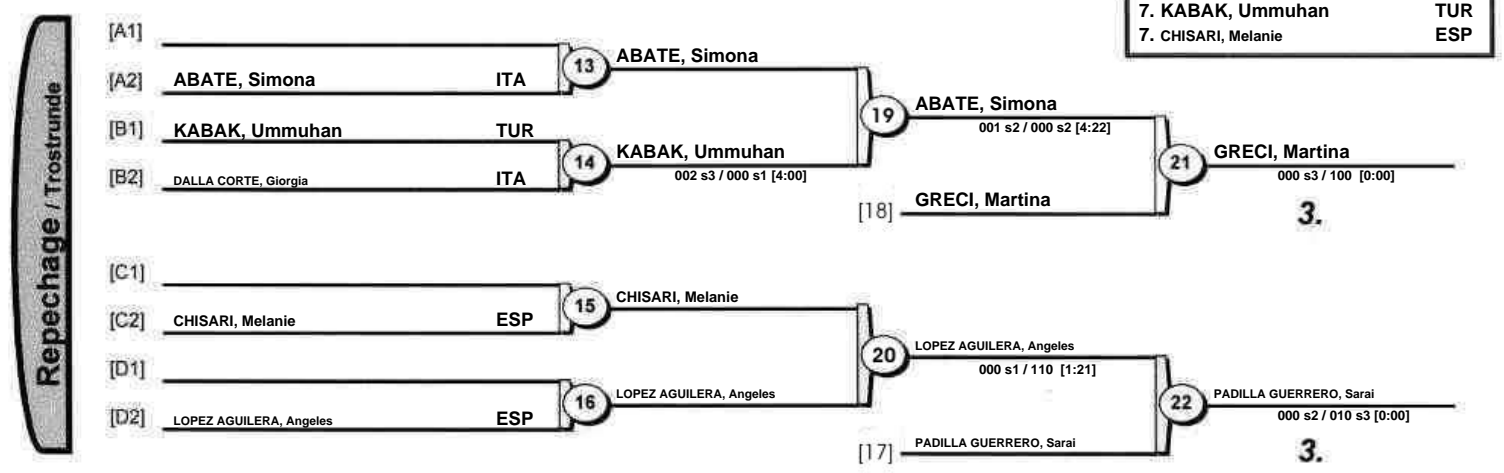 7. KABAK, Ummuhan TUR
7. CHISARI, Melanie ESP
Repechage / Trostrunde
[A1]
[A2] ABATE, Simona ITA
13 ABATE, Simona
[B1] KABAK, Ummuhan TUR
[B2] DALLA CORTE, Giorgia ITA
14 KABAK, Ummuhan
002 s3 / 000 s1 [4:00]
19 ABATE, Simona
001 s2 / 000 s2 [4:22]
[18] GRECI, Martina
21 GRECI, Martina
000 s3 / 100 [0:00]
3.
[C1]
[C2] CHISARI, Melanie ESP
15 CHISARI, Melanie
[D1]
[D2] LOPEZ AGUILERA, Angeles ESP
16 LOPEZ AGUILERA, Angeles
20 LOPEZ AGUILERA, Angeles
000 s1 / 110 [1:21]
[17] PADILLA GUERRERO, Sarai
22 PADILLA GUERRERO, Sarai
000 s2 / 010 s3 [0:00]
3.